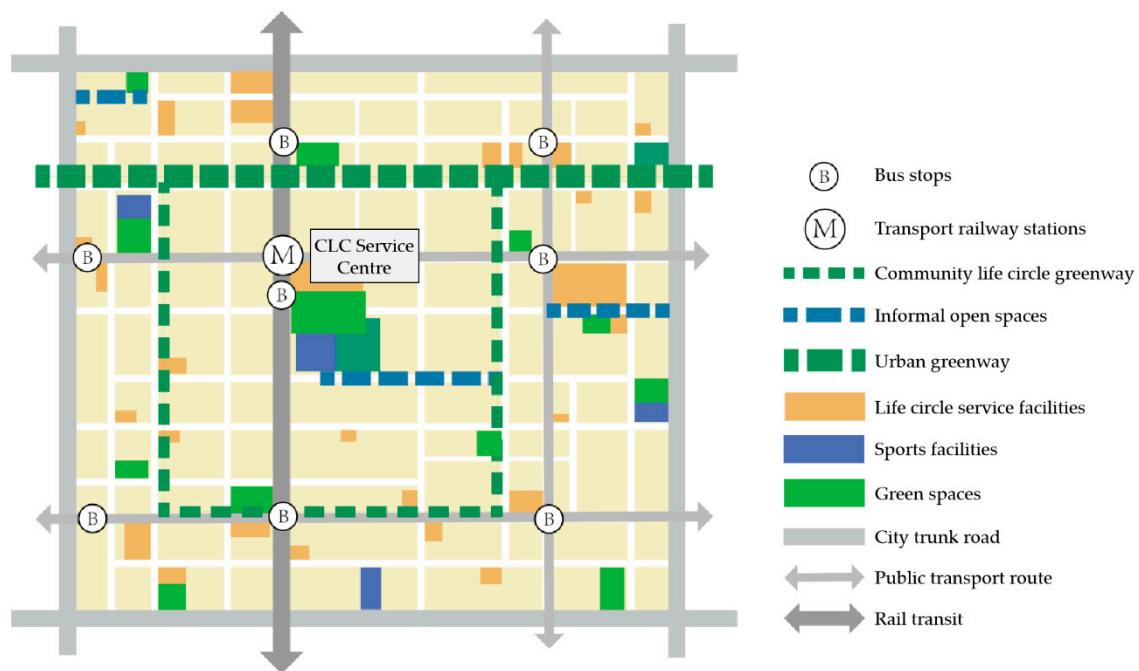 B
B
B
Bus stops
M
Transport railway stations
B
M
CLC Service
Centre
B
Community life circle greenway
B
Informal open spaces
Urban greenway
Life circle service facilities
Sports facilities
Green spaces
B
B
B
City trunk road
Public transport route
Rail transit